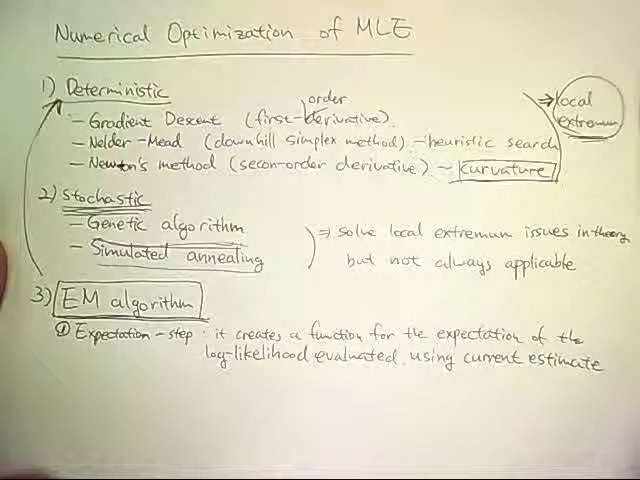 Numerical Optimization of MLE
1) Deterministic
order
- Gradient Descent (first-derivative).
⇒ local extremum
- Nelder-Mead (downhill simplex method) - heuristic search
- Newton's method (secon-order derivative) ~ Kurvature
2) Stochastic
- Genetic algorithm
- Simulated annealing
⇒ solve local extremum issues in theory
but not always applicable
3) EM algorithm
① Expectation-step : it creates a function for the expectation of the
log-likelihood evaluated using current estimate